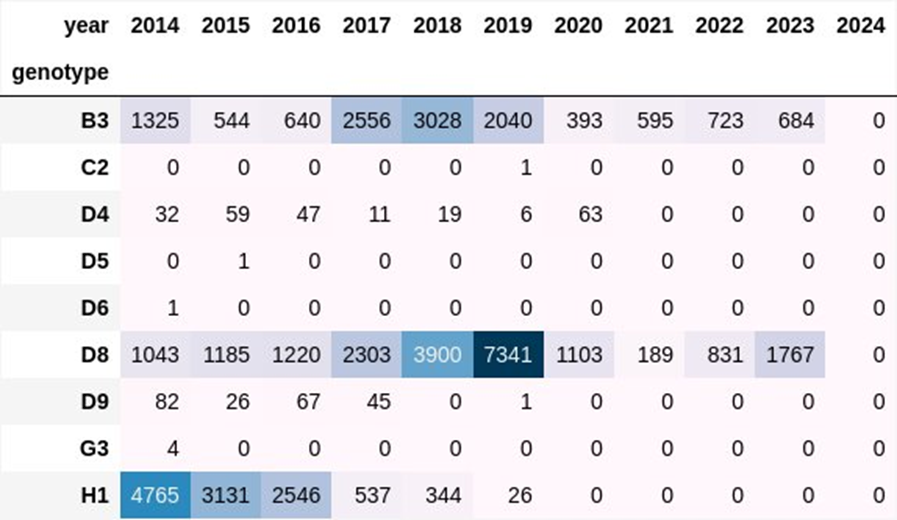 year 2014 2015 2016 2017 2018 2019 2020 2021 2022 2023 2024
genotype
B3 1325 544 640 2556 3028 2040 393 595 723 684 0
C2 0 0 0 0 0 1 0 0 0 0 0
D4 32 59 47 11 19 6 63 0 0 0 0
D5 0 1 0 0 0 0 0 0 0 0 0
D6 1 0 0 0 0 0 0 0 0 0 0
D8 1043 1185 1220 2303 3900 7341 1103 189 831 1767 0
D9 82 26 67 45 0 1 0 0 0 0 0
G3 4 0 0 0 0 0 0 0 0 0 0
H1 4765 3131 2546 537 344 26 0 0 0 0 0